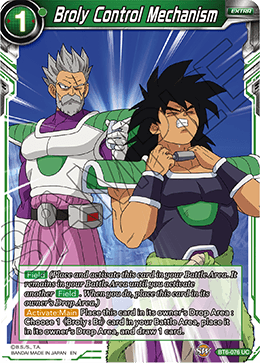 1
Broly Control Mechanism
EXTRA
Field (Place and activate this card in your Battle Area. It
remains in your Battle Area until you activate
another Field. When you do, place this card in its
owner's Drop Area.)
Activate:Main Place this card in its owner's Drop Area :
Choose 1 《Broly : Br》 card in your Battle Area, place it
in its owner's Drop Area, and draw 1 card.
©B.S./S., T.A.
BANDAI MADE IN JAPAN EN
BT6-076 UC